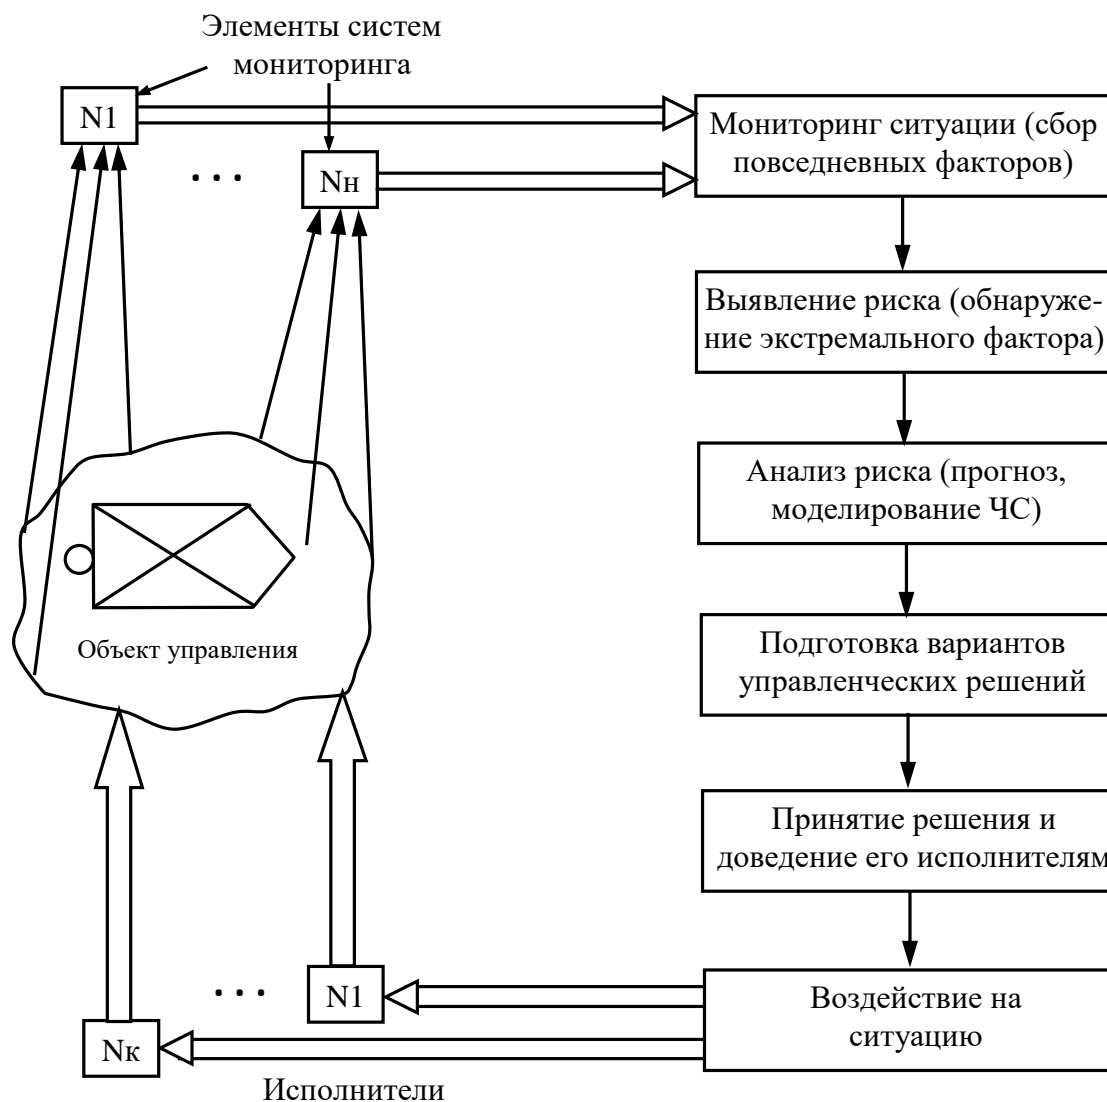 Элементы систем
мониторинга
N1
. . .
Nн
Мониторинг ситуации (сбор
повседневных факторов)
Выявление риска (обнаруже-
ние экстремального фактора)
Анализ риска (прогноз,
моделирование ЧС)
Объект управления
Подготовка вариантов
управленческих решений
Принятие решения и
доведение его исполнителям
. . .
N1
Nк
Воздействие на
ситуацию
Исполнители